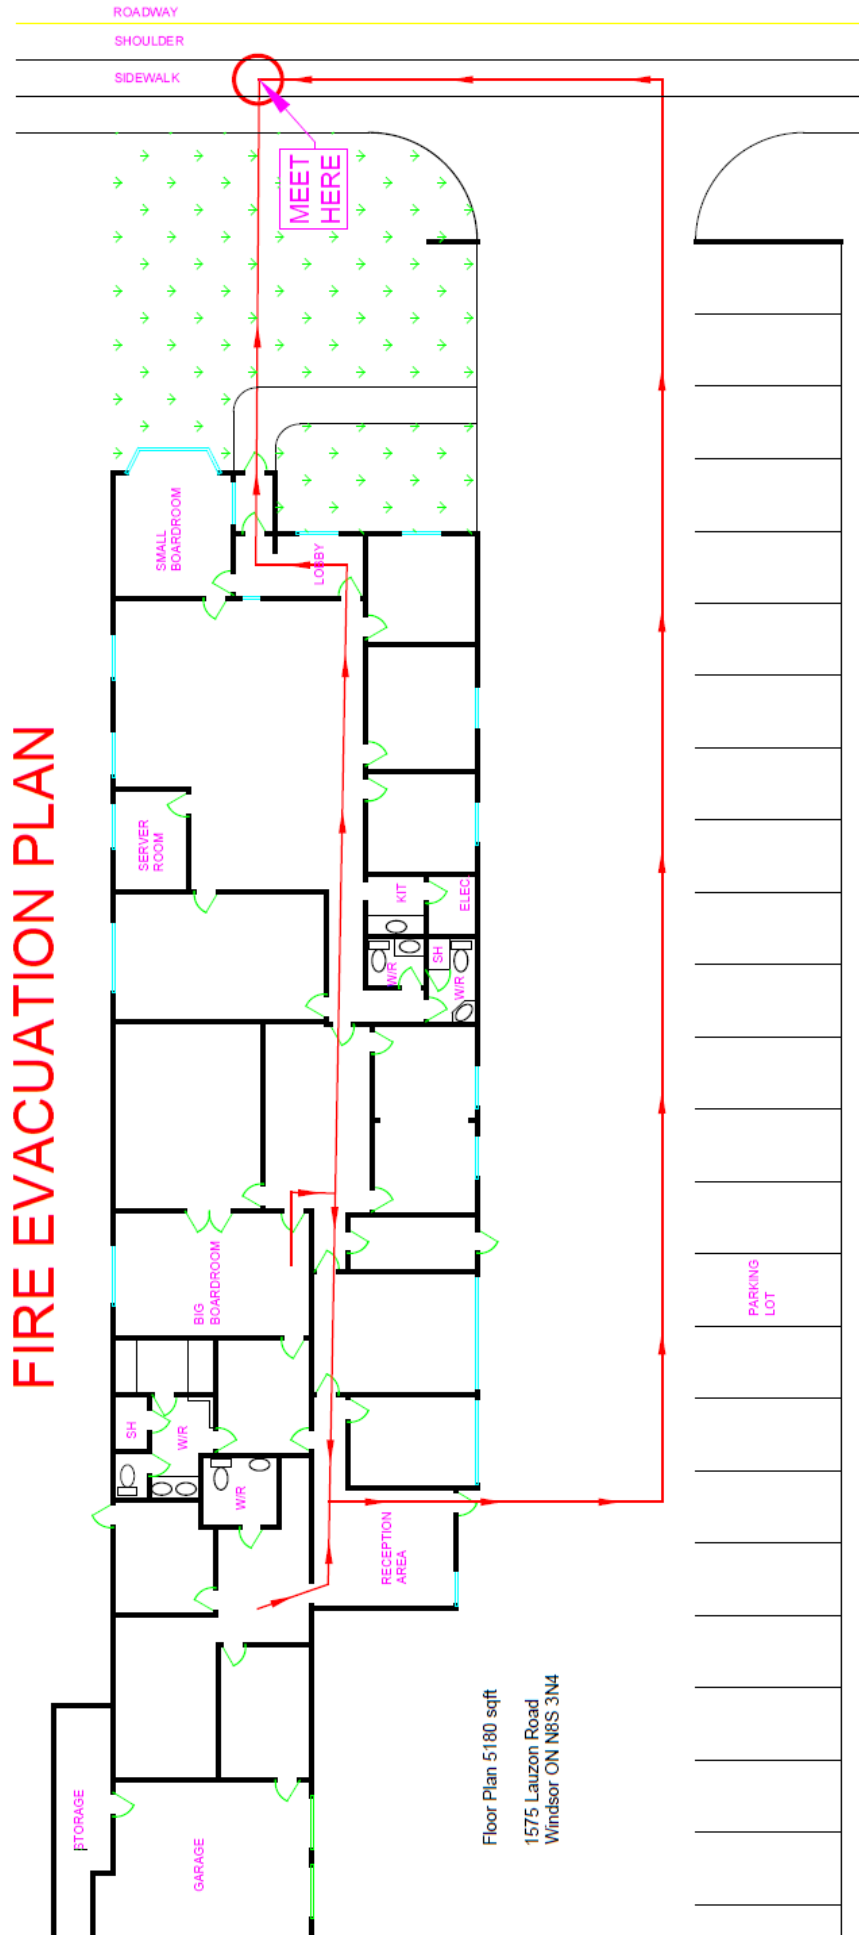 ROADWAY
SHOULDER
SIDEWALK
MEET
HERE
SMALL
BOARDROOM
LOBBY
FIRE EVACUATION PLAN
SERVER
ROOM
KIT
ELEC
W/R
SH
W/R
BIG
BOARDROOM
PARKING
LOT
SH
W/R
W/R
RECEPTION
AREA
Floor Plan 5180 sqft
1575 Lauzon Road
Windsor ON N8S 3N4
STORAGE
GARAGE